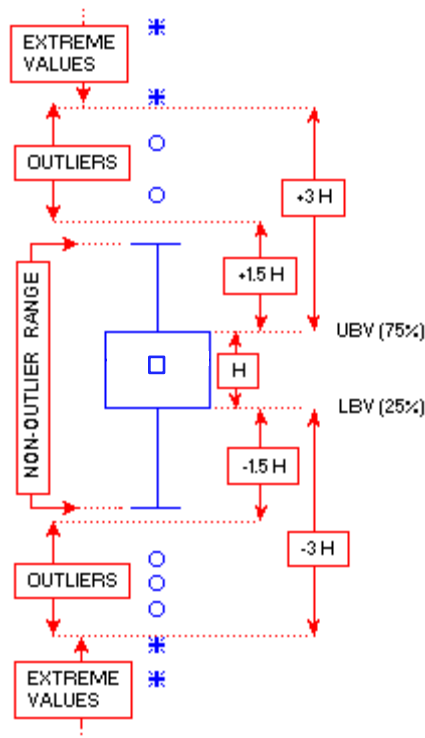 EXTREME
VALUES
OUTLIERS
+3 H
+1.5 H
NON-OUTLIER RANGE
UBV (75%)
H
LBV (25%)
-1.5 H
-3 H
OUTLIERS
EXTREME
VALUES